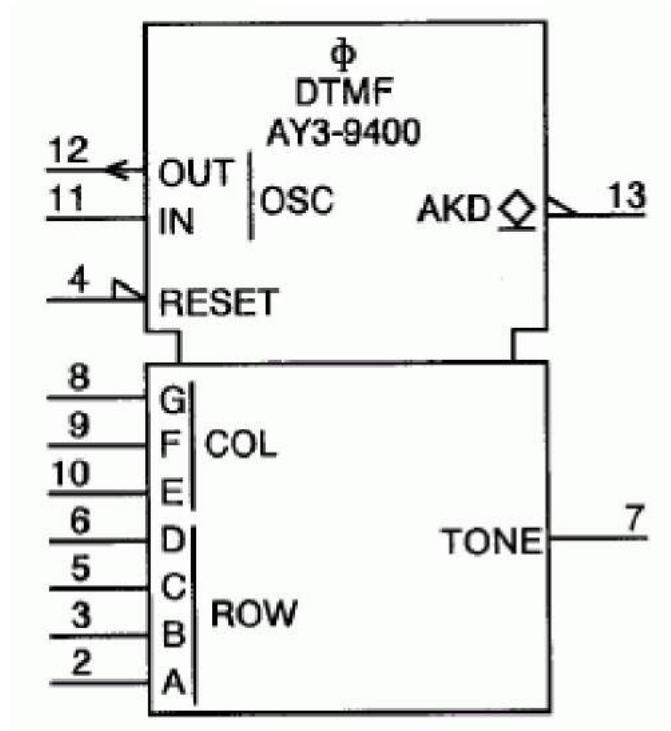 ϕ
DTMF
AY3-9400
12 OUT
11 IN
OSC
AKD 13
4 RESET
8 G
9 F COL
10 E
6 D
TONE 7
5 C
ROW
3 B
2 A